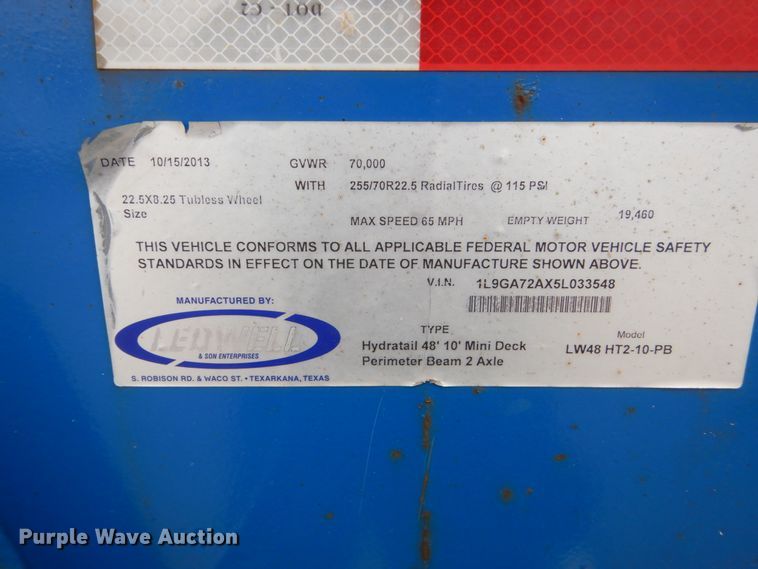 DOT-C2
DATE 10/15/2013 GVWR 70,000
WITH 255/70R22.5 RadialTires @ 115 PSI
22.5X8.25 Tubless Wheel
Size
MAX SPEED 65 MPH EMPTY WEIGHT 19,460
THIS VEHICLE CONFORMS TO ALL APPLICABLE FEDERAL MOTOR VEHICLE SAFETY
STANDARDS IN EFFECT ON THE DATE OF MANUFACTURE SHOWN ABOVE.
V.I.N. 1L9GA72AX5L033548
MANUFACTURED BY:
LEDWELL
& SON ENTERPRISES
S. ROBISON RD. & WACO ST. • TEXARKANA, TEXAS
TYPE
Hydratail 48' 10' Mini Deck
Perimeter Beam 2 Axle
Model
LW48 HT2-10-PB
Purple Wave Auction